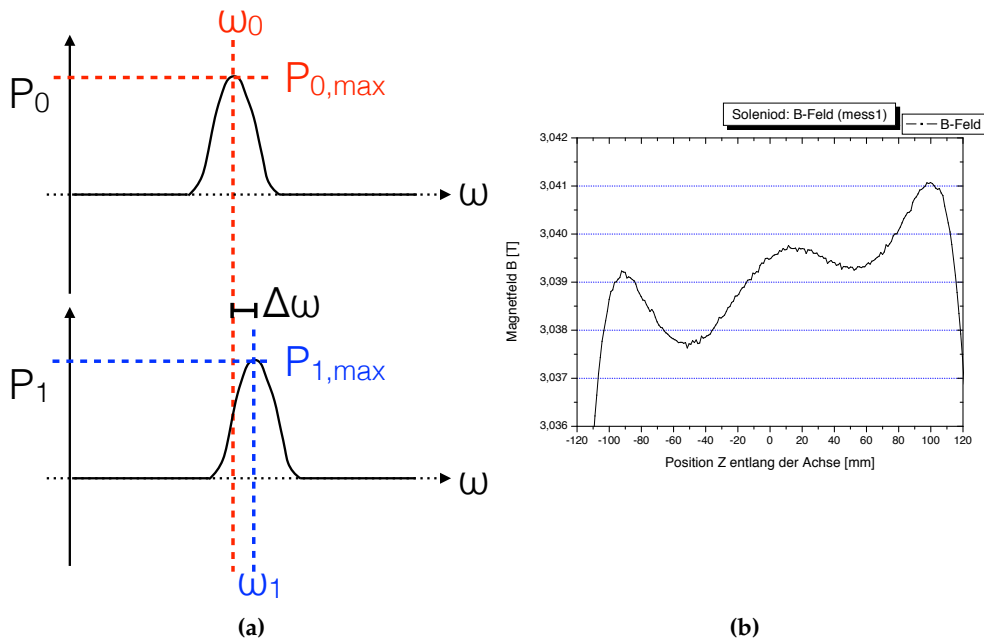 ω0
P0
P0,max
ω
Δω
P1
P1,max
ω
ω1
(a)
Soleniod: B-Feld (mess1)
B-Feld
Magnetfeld B [T]
3,042
3,041
3,040
3,039
3,038
3,037
3,036
-120 -100 -80 -60 -40 -20 0 20 40 60 80 100 120
Position Z entlang der Achse [mm]
(b)